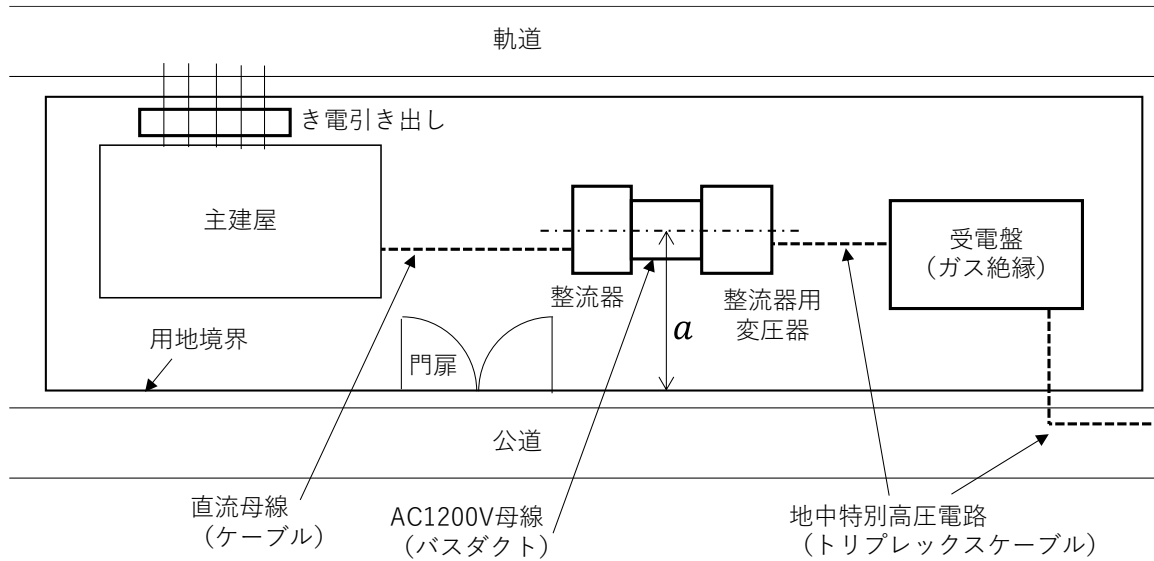 軌道
き電引き出し
主建屋
受電盤
（ガス絶縁）
整流器
整流器用
変圧器
a
用地境界
門扉
公道
直流母線
（ケーブル）
AC1200V母線
（バスダクト）
地中特別高圧電路
（トリプレックスケーブル）